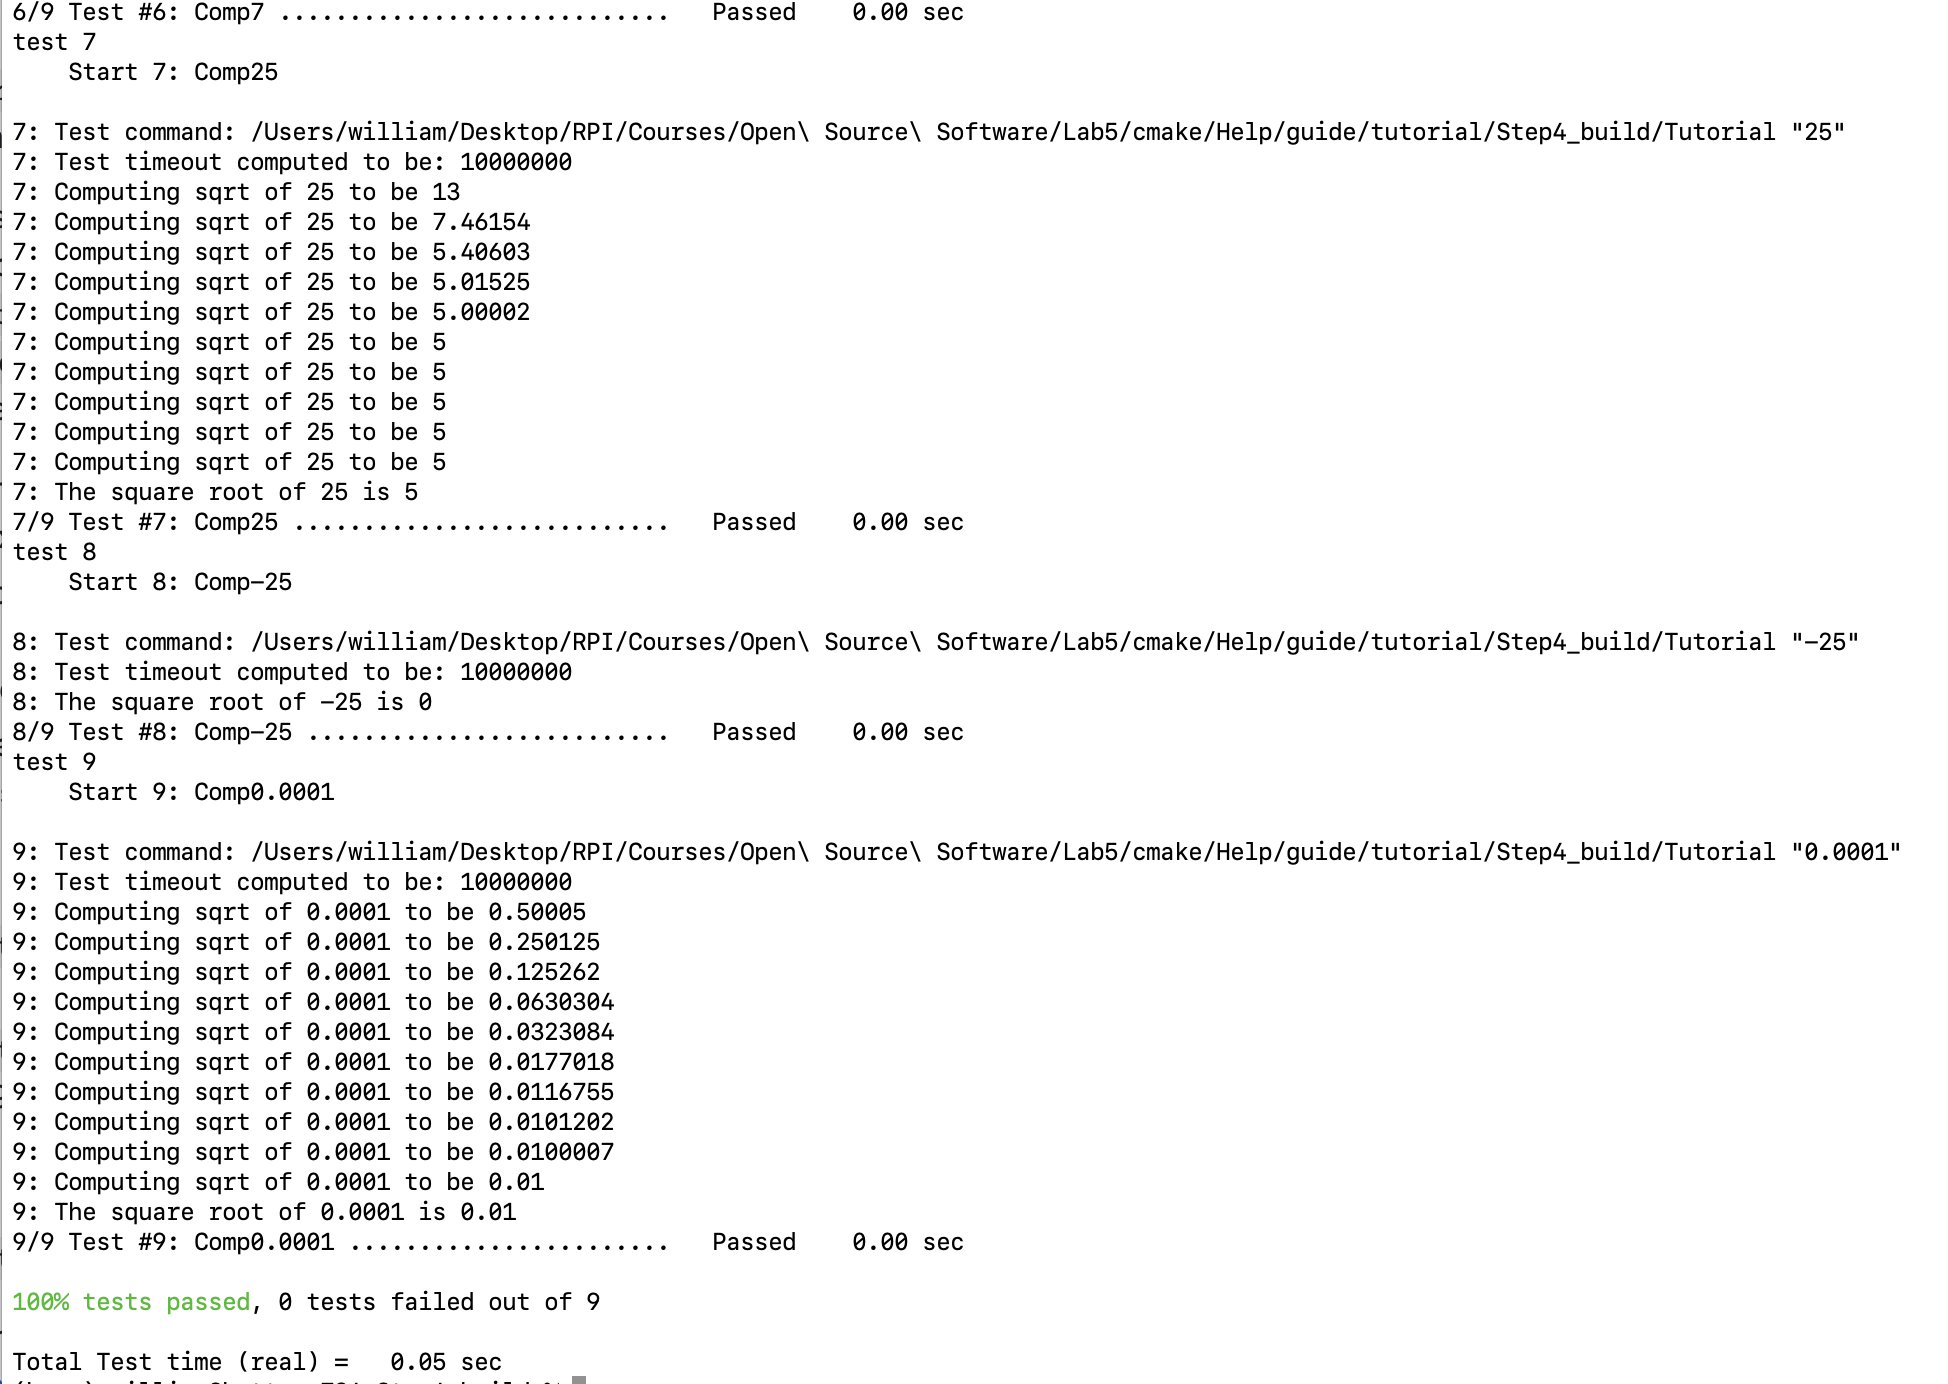 6/9 Test #6: Comp7 ............................   Passed    0.00 sec
test 7
    Start 7: Comp25

7: Test command: /Users/william/Desktop/RPI/Courses/Open\ Source\ Software/Lab5/cmake/Help/guide/tutorial/Step4_build/Tutorial "25"
7: Test timeout computed to be: 10000000
7: Computing sqrt of 25 to be 13
7: Computing sqrt of 25 to be 7.46154
7: Computing sqrt of 25 to be 5.40603
7: Computing sqrt of 25 to be 5.01525
7: Computing sqrt of 25 to be 5.00002
7: Computing sqrt of 25 to be 5
7: Computing sqrt of 25 to be 5
7: Computing sqrt of 25 to be 5
7: Computing sqrt of 25 to be 5
7: Computing sqrt of 25 to be 5
7: The square root of 25 is 5
7/9 Test #7: Comp25 ...........................   Passed    0.00 sec
test 8
    Start 8: Comp-25

8: Test command: /Users/william/Desktop/RPI/Courses/Open\ Source\ Software/Lab5/cmake/Help/guide/tutorial/Step4_build/Tutorial "-25"
8: Test timeout computed to be: 10000000
8: The square root of -25 is 0
8/9 Test #8: Comp-25 ..........................   Passed    0.00 sec
test 9
    Start 9: Comp0.0001

9: Test command: /Users/william/Desktop/RPI/Courses/Open\ Source\ Software/Lab5/cmake/Help/guide/tutorial/Step4_build/Tutorial "0.0001"
9: Test timeout computed to be: 10000000
9: Computing sqrt of 0.0001 to be 0.50005
9: Computing sqrt of 0.0001 to be 0.250125
9: Computing sqrt of 0.0001 to be 0.125262
9: Computing sqrt of 0.0001 to be 0.0630304
9: Computing sqrt of 0.0001 to be 0.0323084
9: Computing sqrt of 0.0001 to be 0.0177018
9: Computing sqrt of 0.0001 to be 0.0116755
9: Computing sqrt of 0.0001 to be 0.0101202
9: Computing sqrt of 0.0001 to be 0.0100007
9: Computing sqrt of 0.0001 to be 0.01
9: The square root of 0.0001 is 0.01
9/9 Test #9: Comp0.0001 .......................   Passed    0.00 sec

100% tests passed, 0 tests failed out of 9

Total Test time (real) =   0.05 sec